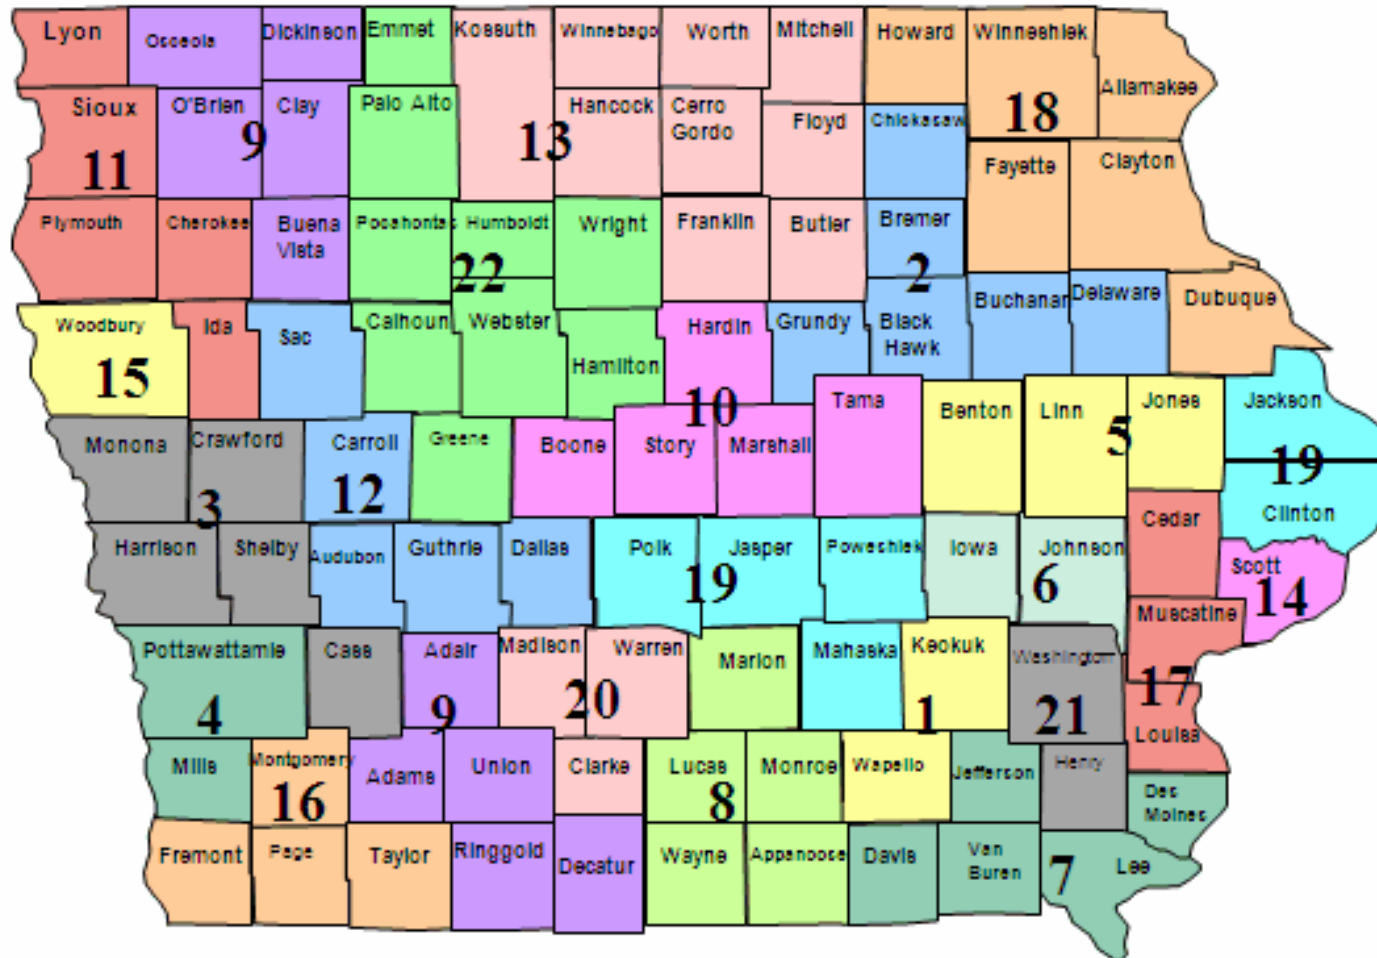 Lyon
Osceola
Dickinson
Emmet
Kossuth
Winnebago
Worth
Mitchell
Howard
Winneshiek
Allamakee
Sioux
O'Brien
Clay
Palo Alto
Hancock
Cerro
Gordo
Floyd
Chickasaw
18
9
13
11
Fayette
Clayton
Plymouth
Cherokee
Buena
Vista
Pocahontas
Humboldt
Wright
Franklin
Butler
Bremer
22
2
Woodbury
Ida
Sac
Calhoun
Webster
Hamilton
Hardin
Grundy
Black
Hawk
Buchanan
Delaware
Dubuque
15
10
Monona
Crawford
Carroll
Greene
Boone
Story
Marshall
Tama
Benton
Linn
Jones
Jackson
5
19
3
12
Cedar
Clinton
Harrison
Shelby
Audubon
Guthrie
Dallas
Polk
Jasper
Poweshiek
Iowa
Johnson
Scott
19
6
14
Muscatine
Pottawattamie
Cass
Adair
Madison
Warren
Marion
Mahaska
Keokuk
Washington
4
9
20
1
21
17
Louisa
Mills
Montgomery
Adams
Union
Clarke
Lucas
Monroe
Wapello
Jefferson
Henry
Des
Moines
16
8
Fremont
Page
Taylor
Ringgold
Decatur
Wayne
Appanoose
Davis
Van
Buren
7
Lee